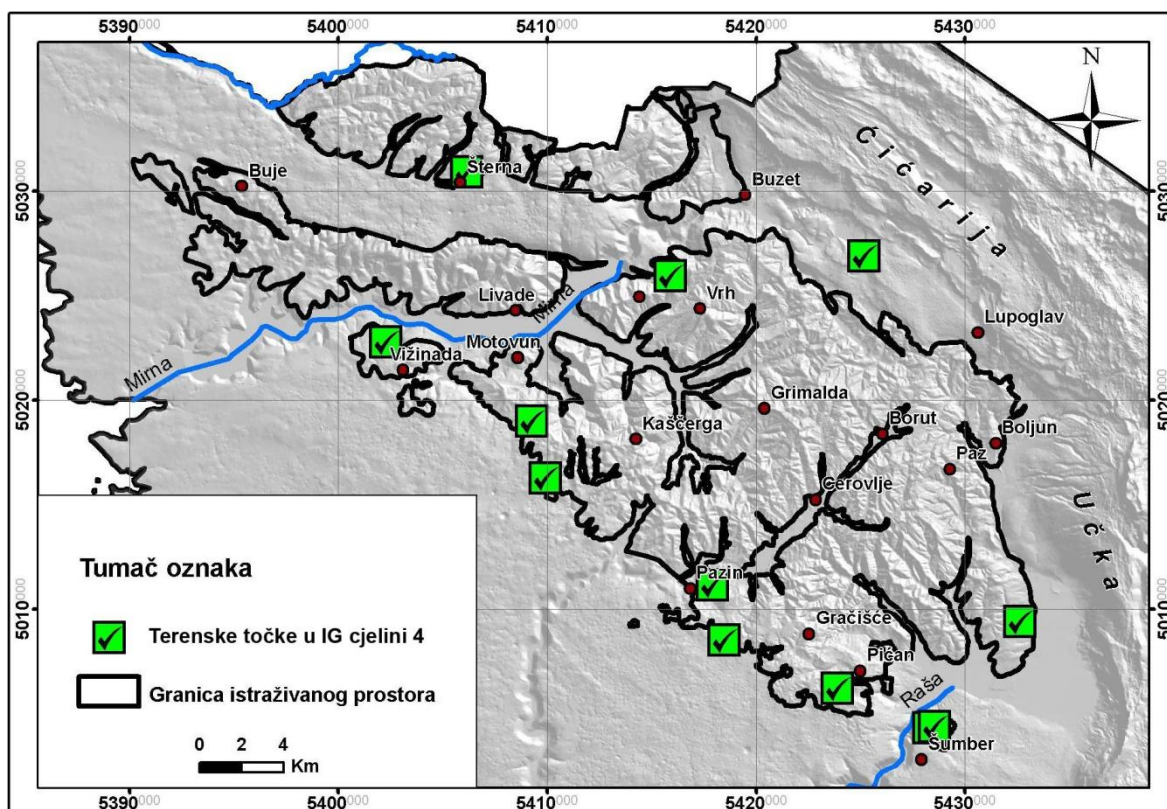 5390000 5400000 5410000 5420000 5430000
N
Ćićarija
5030000 5030000
Šterna
Buje
Buzet
Lupoglav
Vrh
Livade
Mirna
Motovun
Vižinada
Mirna
5020000 5020000
Grimalda
Kaščerga
Borut
Boljun
Paz
Cerovlje
Učka
Pazin
5010000 5010000
Gračišće
Pićan
Raša
Šumber
Tumač oznaka
Terenske točke u IG cjelini 4
Granica istraživanog prostora
0 2 4
Km
5390000 5400000 5410000 5420000 5430000